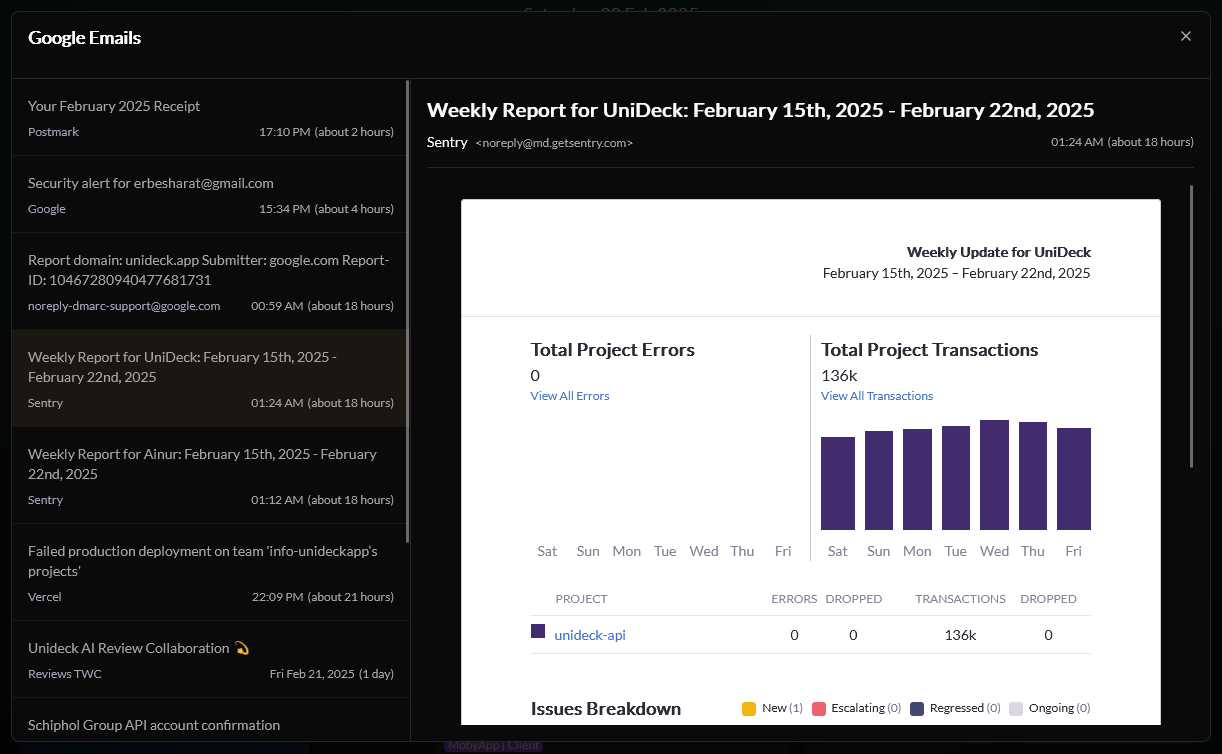 Saturday, 22 Feb 2025
Google Emails
Your February 2025 Receipt
Postmark 17:10 PM (about 2 hours)
Security alert for erbesharat@gmail.com
Google 15:34 PM (about 4 hours)
Report domain: unideck.app Submitter: google.com Report-
ID: 10467280940477681731
noreply-dmarc-support@google.com 00:59 AM (about 18 hours)
Weekly Report for UniDeck: February 15th, 2025 -
February 22nd, 2025
Sentry 01:24 AM (about 18 hours)
Weekly Report for Ainur: February 15th, 2025 - February
22nd, 2025
Sentry 01:12 AM (about 18 hours)
Failed production deployment on team 'info-unideckapp's
projects'
Vercel 22:09 PM (about 21 hours)
Unideck AI Review Collaboration 💫
Reviews TWC Fri Feb 21, 2025 (1 day)
Schiphol Group API account confirmation
Weekly Report for UniDeck: February 15th, 2025 - February 22nd, 2025
Sentry <noreply@md.getsentry.com> 01:24 AM (about 18 hours)
Weekly Update for UniDeck
February 15th, 2025 – February 22nd, 2025
Total Project Errors
0
View All Errors
Sat Sun Mon Tue Wed Thu Fri
Total Project Transactions
136k
View All Transactions
Sat Sun Mon Tue Wed Thu Fri
PROJECT ERRORS DROPPED TRANSACTIONS DROPPED
unideck-api 0 0 136k 0
Issues Breakdown New (1) Escalating (0) Regressed (0) Ongoing (0)
MobyApp | Client